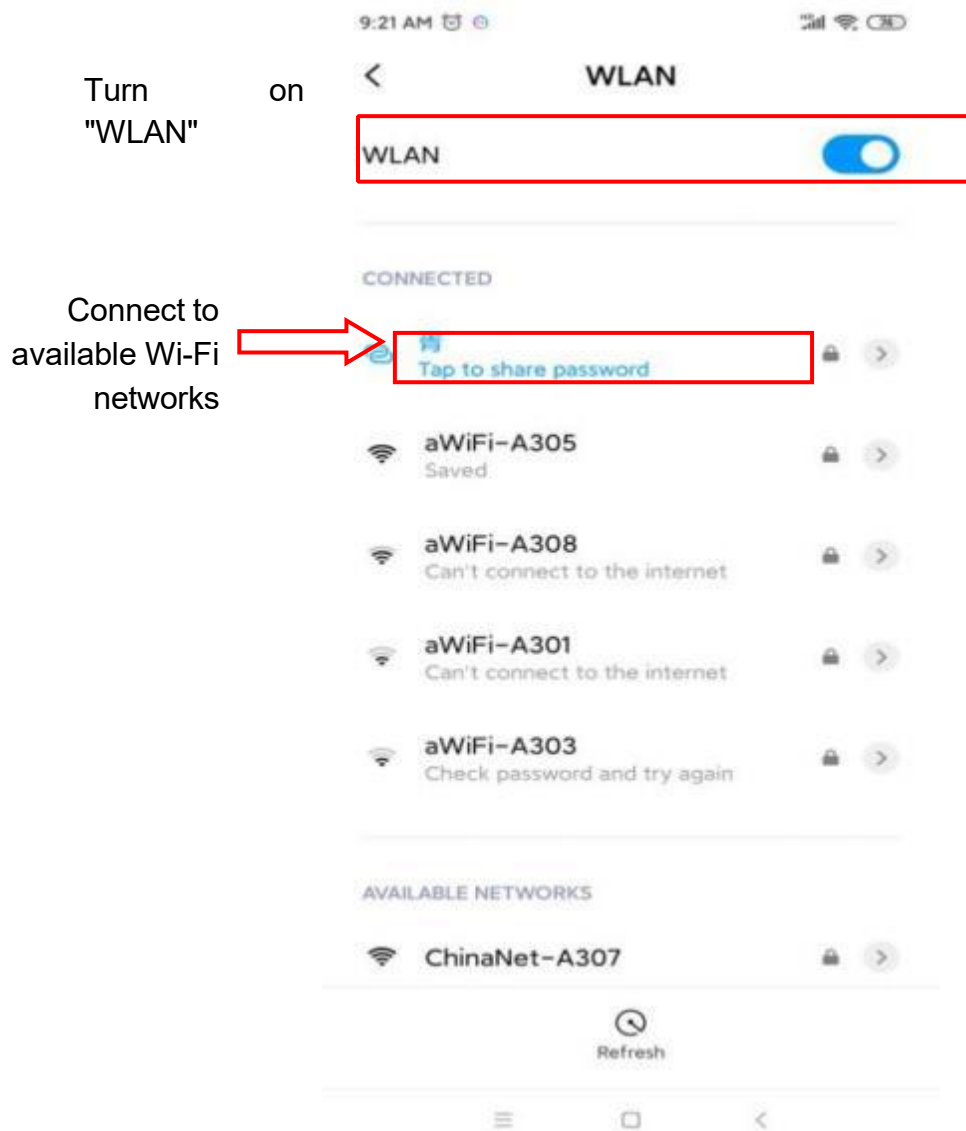 9:21 AM
WLAN
Turn on
"WLAN"
WLAN
CONNECTED
Connect to
available Wi-Fi
networks
Tap to share password
aWiFi-A305
Saved
aWiFi-A308
Can't connect to the internet
aWiFi-A301
Can't connect to the internet
aWiFi-A303
Check password and try again
AVAILABLE NETWORKS
ChinaNet-A307
Refresh